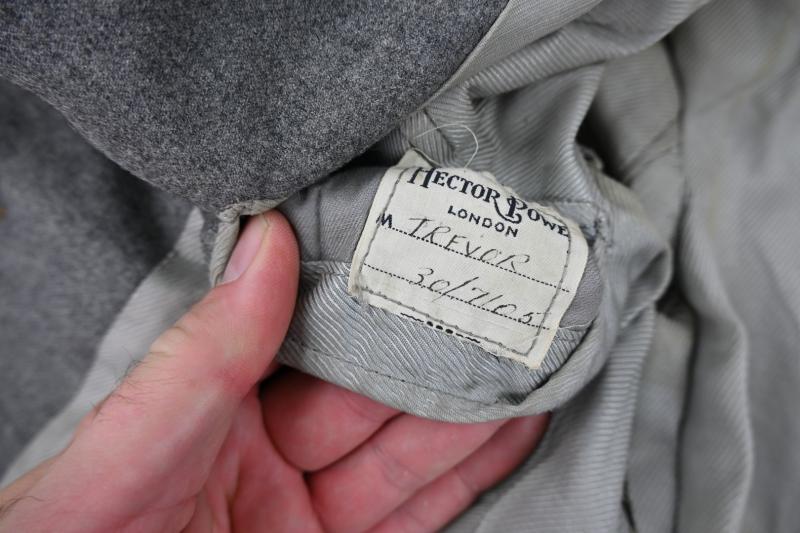 HECTOR POWE
LONDON
M TREVOR
30/7105